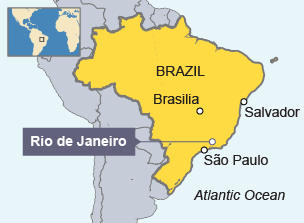 BRAZIL
Brasilia
Salvador
Rio de Janeiro
São Paulo
Atlantic Ocean